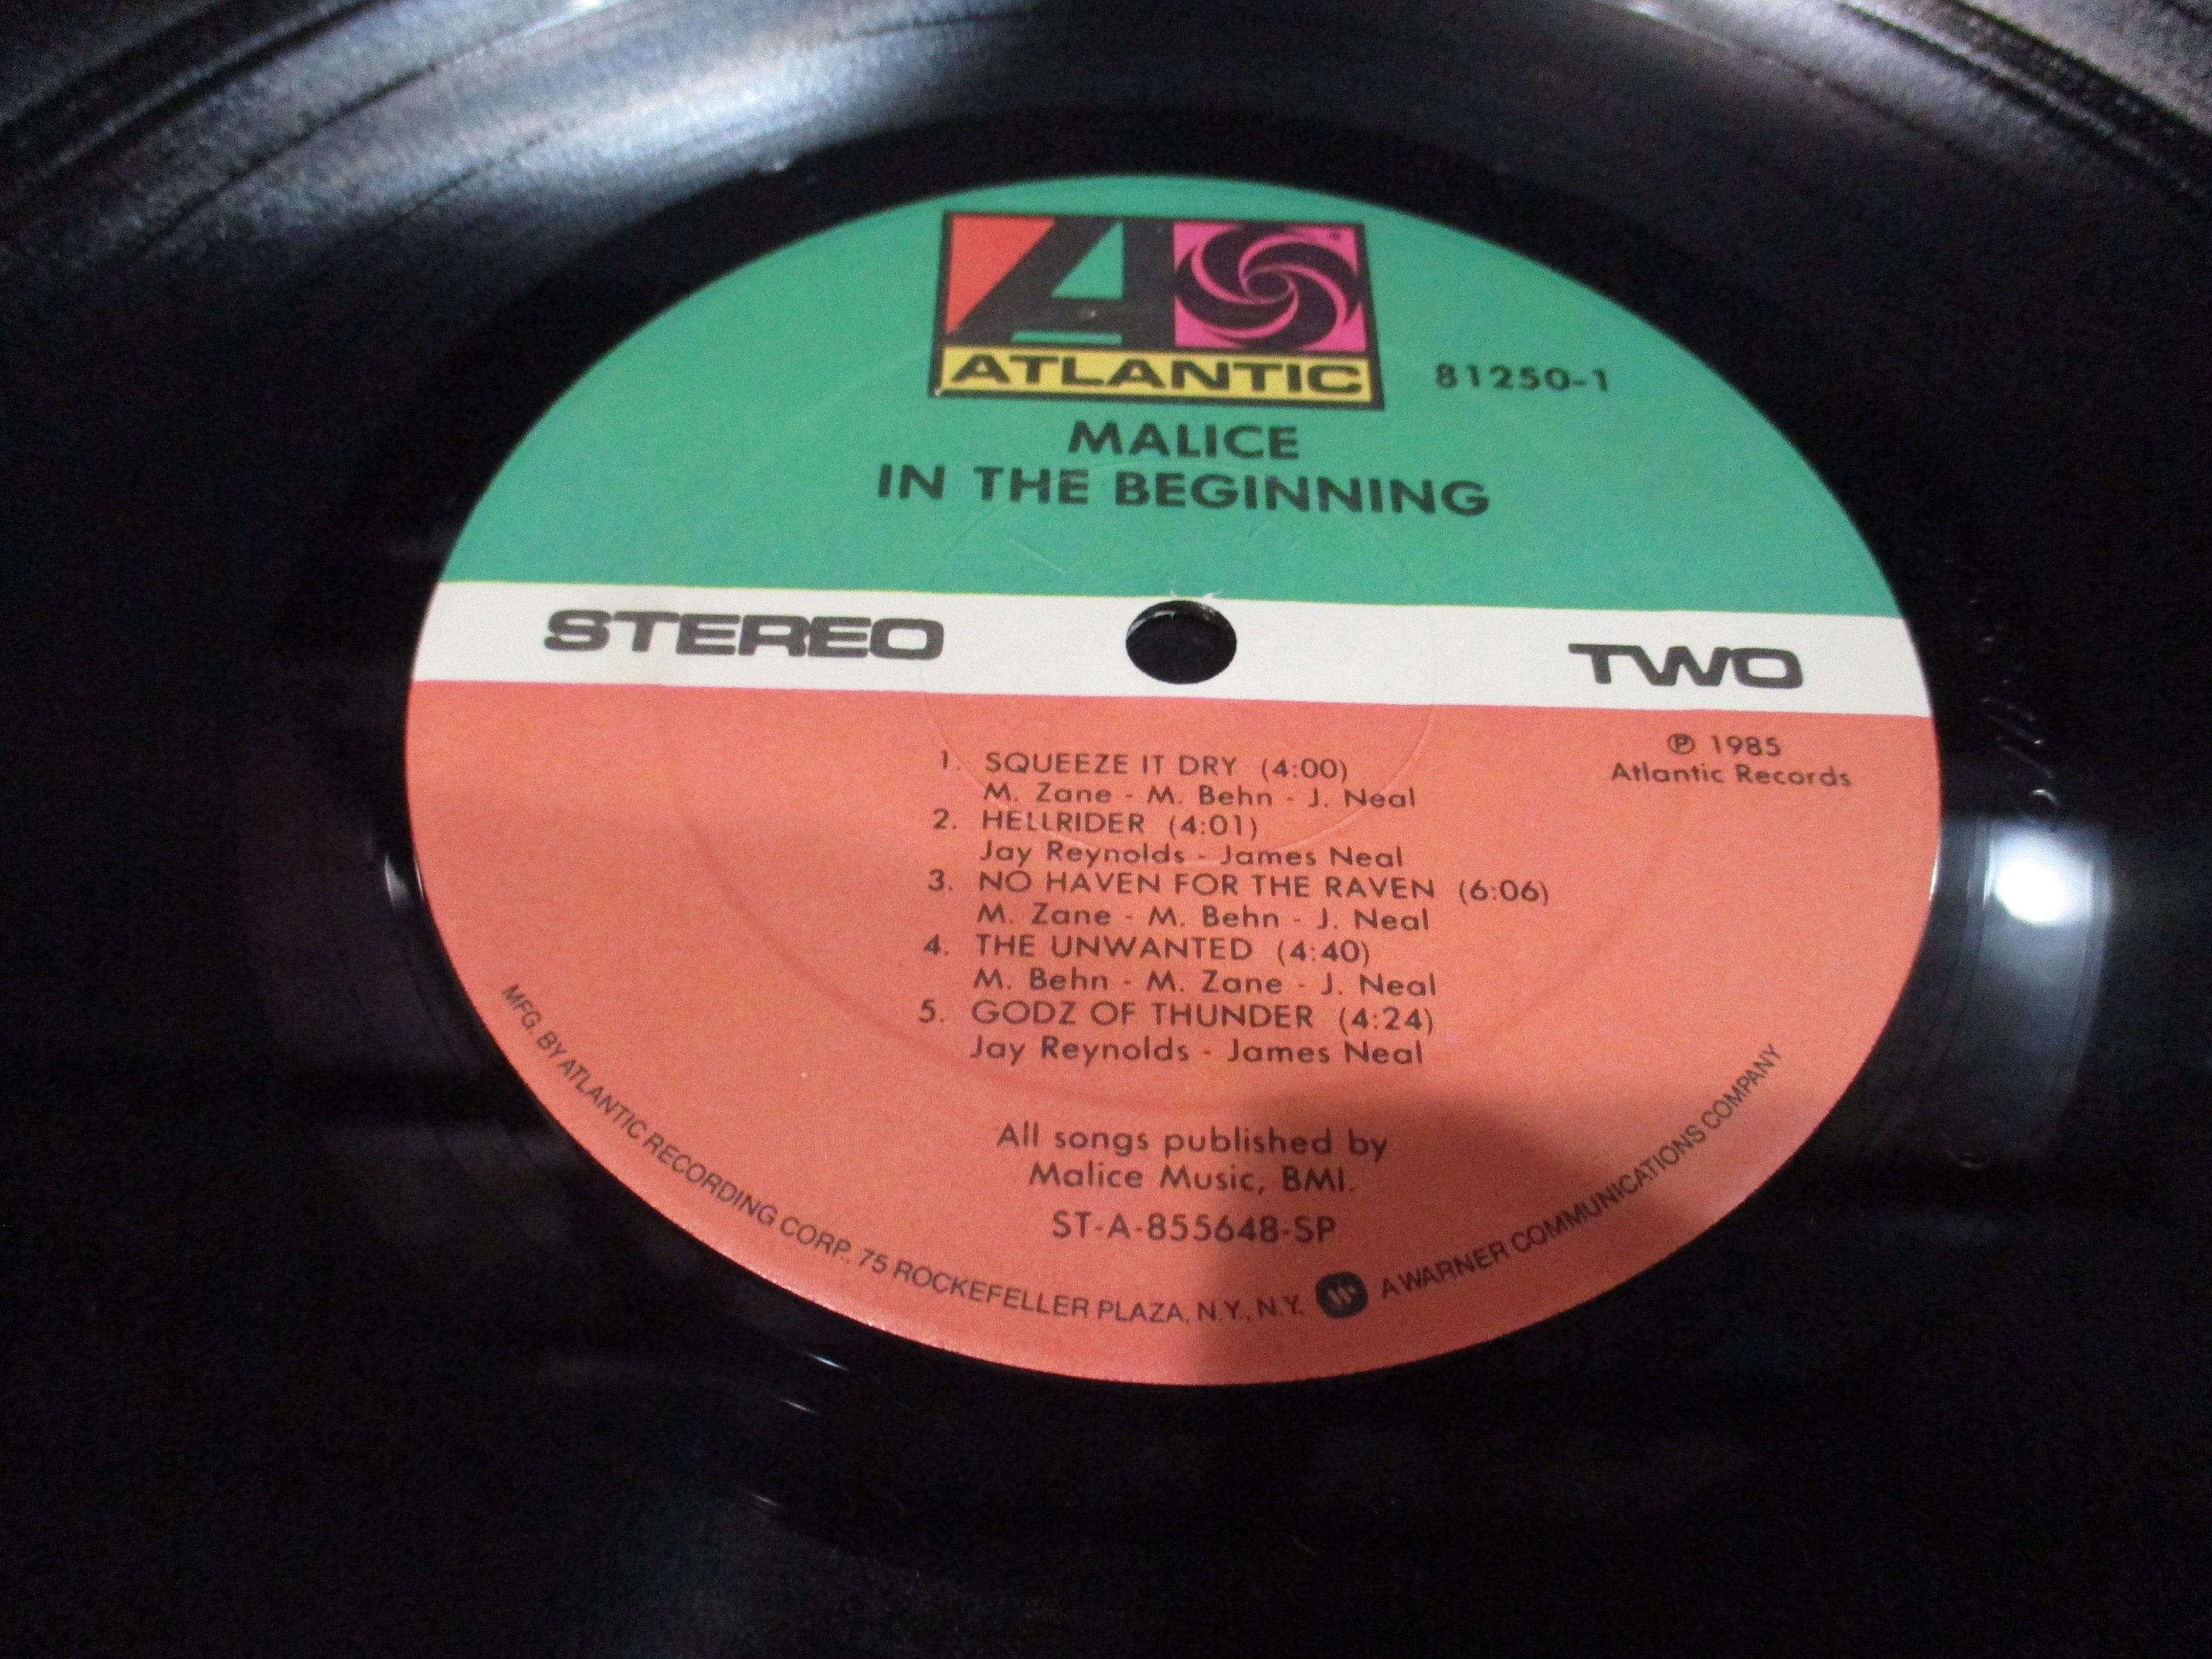 ATLANTIC
81250-1
MALICE
IN THE BEGINNING
STEREO
TWO
℗ 1985
Atlantic Records
1. SQUEEZE IT DRY (4:00)
M. Zane - M. Behn - J. Neal
2. HELLRIDER (4:01)
Jay Reynolds - James Neal
3. NO HAVEN FOR THE RAVEN (6:06)
M. Zane - M. Behn - J. Neal
4. THE UNWANTED (4:40)
M. Behn - M. Zane - J. Neal
5. GODZ OF THUNDER (4:24)
Jay Reynolds - James Neal
All songs published by
Malice Music, BMI.
ST-A-855648-SP
MFG. BY ATLANTIC RECORDING CORP. 75 ROCKEFELLER PLAZA, N.Y., N.Y. A WARNER COMMUNICATIONS COMPANY